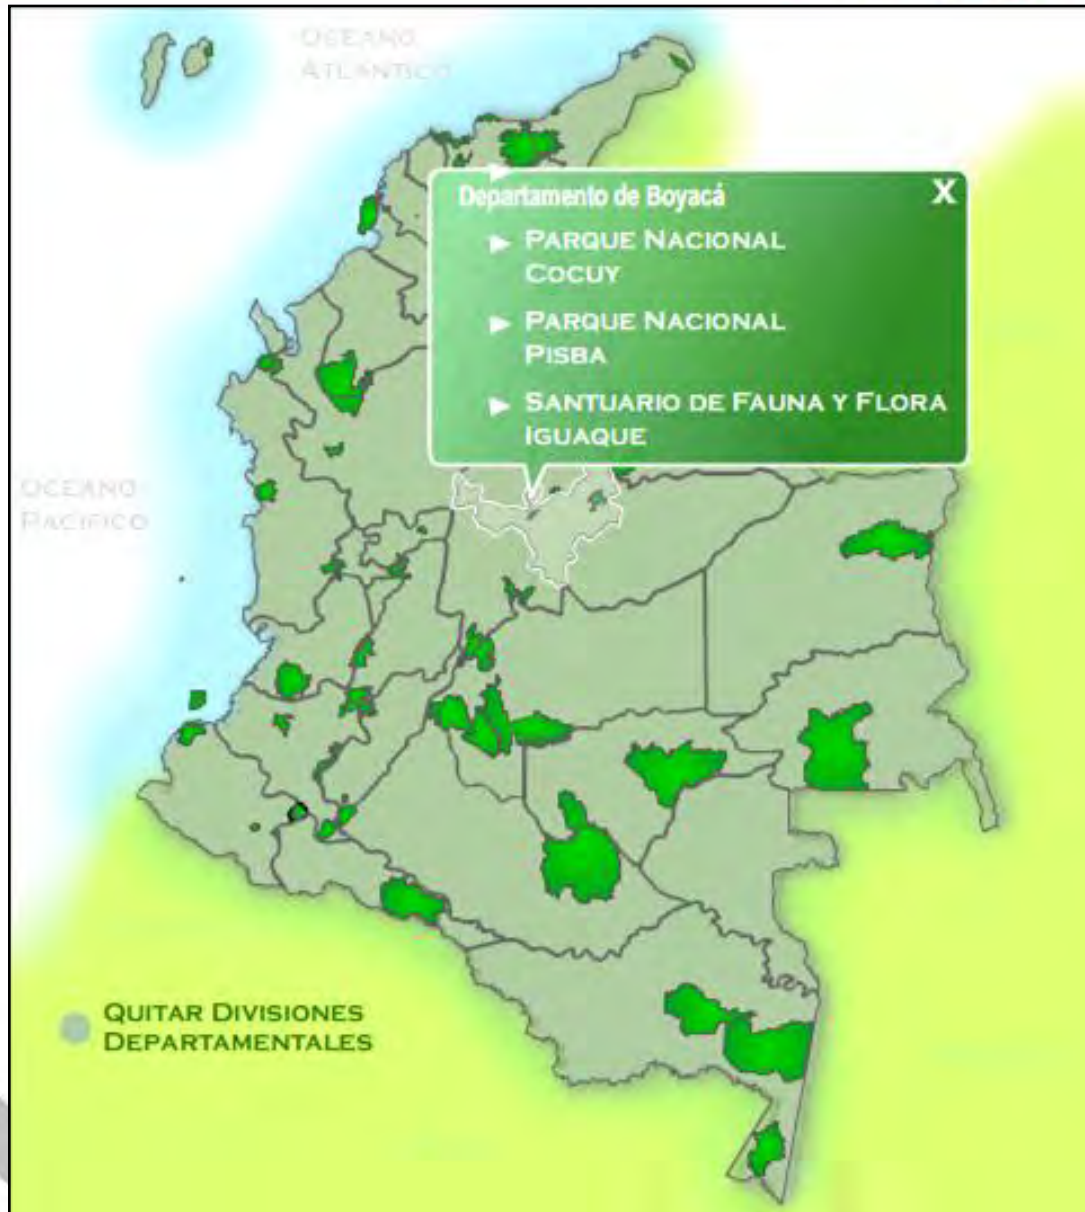 OCEANO
ATLANTICO
Departamento de Boyacá
X
PARQUE NACIONAL
COCUY
PARQUE NACIONAL
PISBA
SANTUARIO DE FAUNA Y FLORA
IGUAQUE
OCEANO
PACIFICO
QUITAR DIVISIONES
DEPARTAMENTALES